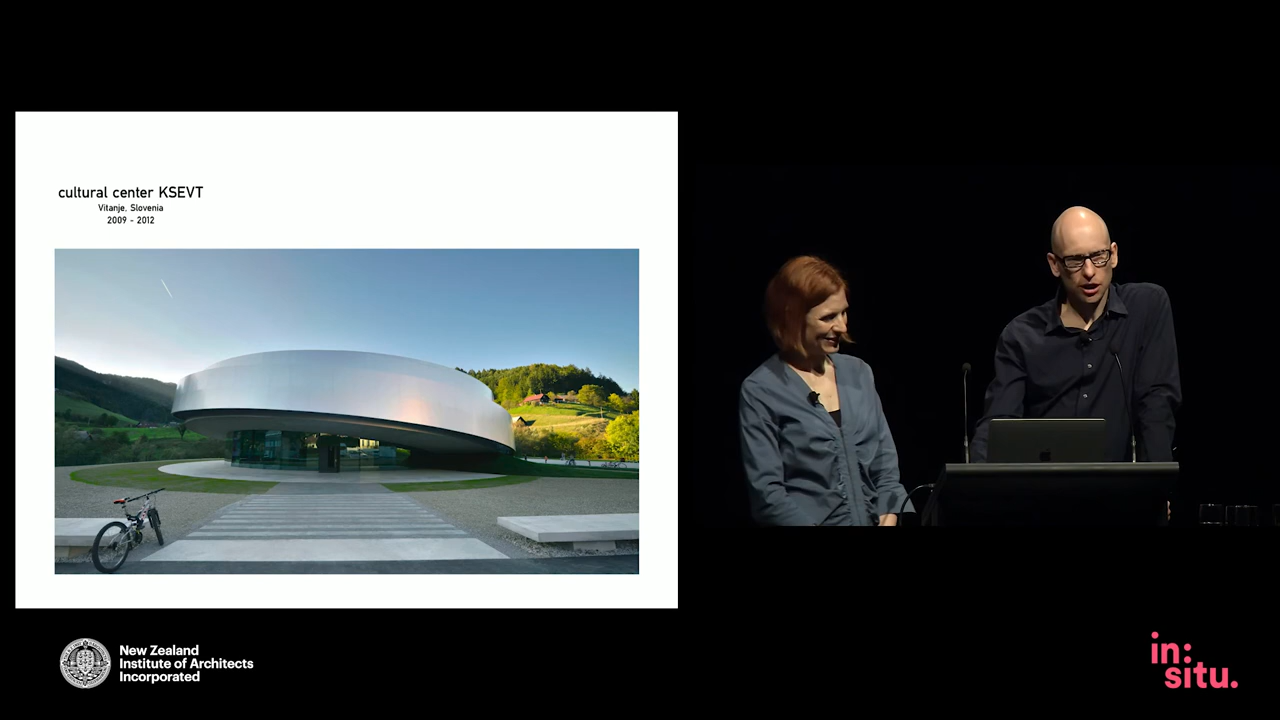 cultural center KSEVT
Vitanje, Slovenia
2009 - 2012
New Zealand
Institute of Architects
Incorporated
in:
situ.